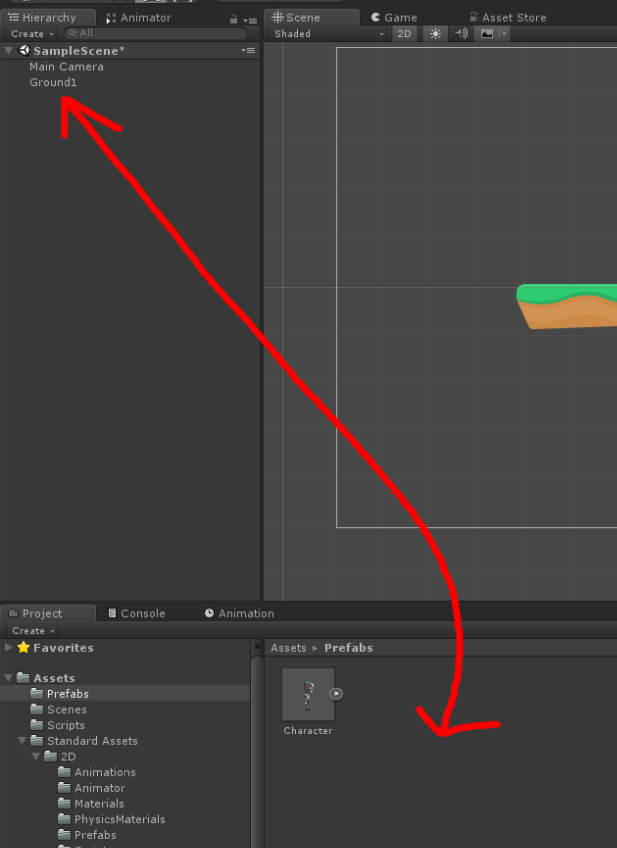 Hierarchy Animator
Create All
SampleScene*
Main Camera
Ground1
Scene Game Asset Store
Shaded 2D
Project Console Animation
Create
Favorites
Assets
Prefabs
Scenes
Scripts
Standard Assets
2D
Animations
Animator
Materials
PhysicsMaterials
Prefabs
Assets ▸ Prefabs
Character